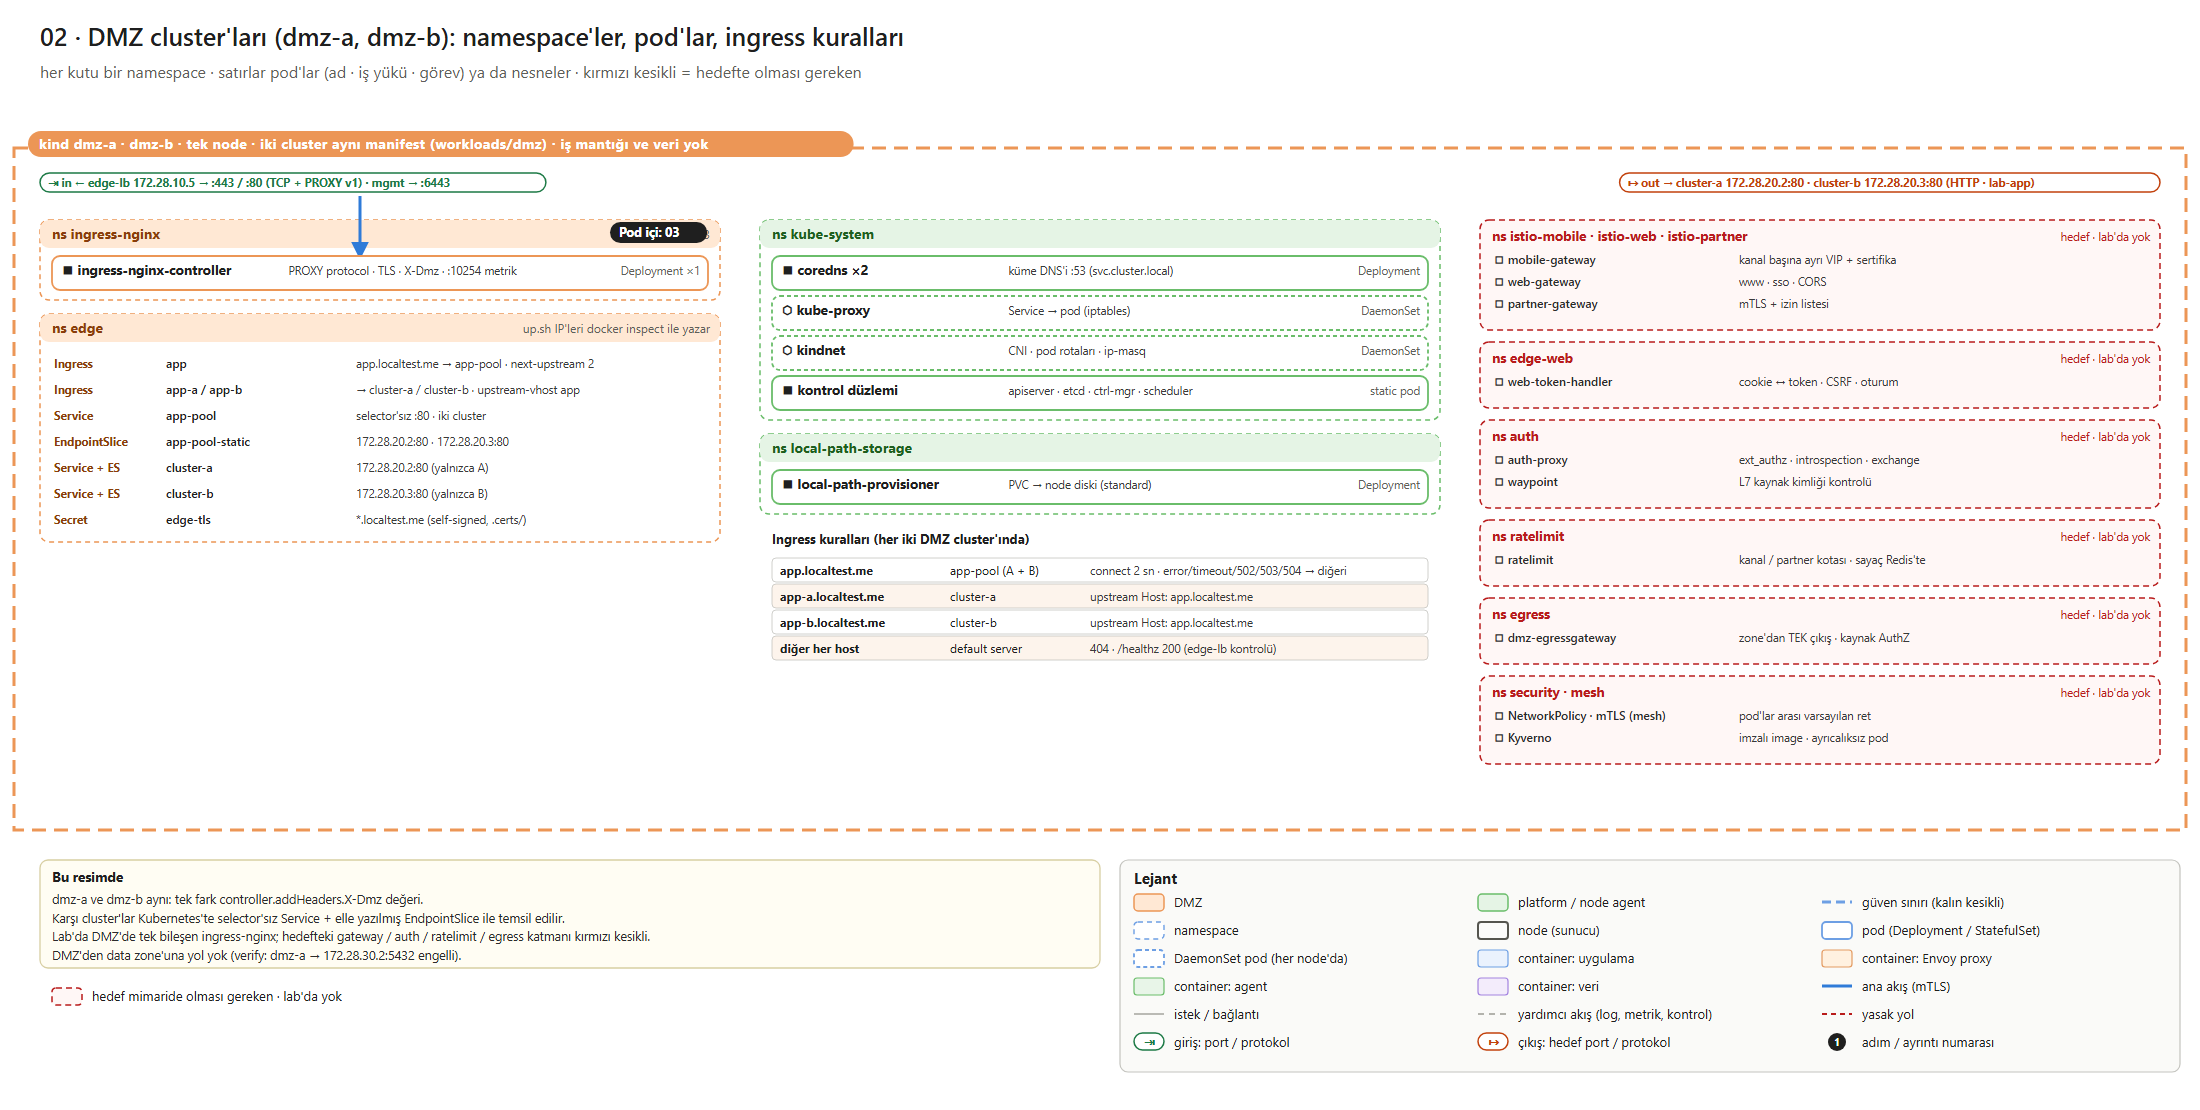 02 · DMZ cluster'ları (dmz-a, dmz-b): namespace'ler, pod'lar, ingress kuralları
her kutu bir namespace · satırlar pod'lar (ad · iş yükü · görev) ya da nesneler · kırmızı kesikli = hedefte olması gereken
kind dmz-a · dmz-b · tek node · iki cluster aynı manifest (workloads/dmz) · iş mantığı ve veri yok
⇥ in ← edge-lb 172.28.10.5 → :443 / :80 (TCP + PROXY v1) · mgmt → :6443
↦ out → cluster-a 172.28.20.2:80 · cluster-b 172.28.20.3:80 (HTTP · lab-app)
ns ingress-nginx
Pod içi: 03
■ ingress-nginx-controller PROXY protocol · TLS · X-Dmz · :10254 metrik Deployment ×1
ns edge up.sh IP'leri docker inspect ile yazar
Ingress app app.localtest.me → app-pool · next-upstream 2
Ingress app-a / app-b → cluster-a / cluster-b · upstream-vhost app
Service app-pool selector'sız :80 · iki cluster
EndpointSlice app-pool-static 172.28.20.2:80 · 172.28.20.3:80
Service + ES cluster-a 172.28.20.2:80 (yalnızca A)
Service + ES cluster-b 172.28.20.3:80 (yalnızca B)
Secret edge-tls *.localtest.me (self-signed, .certs/)
ns kube-system
■ coredns ×2 küme DNS'i :53 (svc.cluster.local) Deployment
⬡ kube-proxy Service → pod (iptables) DaemonSet
⬡ kindnet CNI · pod rotaları · ip-masq DaemonSet
■ kontrol düzlemi apiserver · etcd · ctrl-mgr · scheduler static pod
ns local-path-storage
■ local-path-provisioner PVC → node diski (standard) Deployment
Ingress kuralları (her iki DMZ cluster'ında)
app.localtest.me app-pool (A + B) connect 2 sn · error/timeout/502/503/504 → diğeri
app-a.localtest.me cluster-a upstream Host: app.localtest.me
app-b.localtest.me cluster-b upstream Host: app.localtest.me
diğer her host default server 404 · /healthz 200 (edge-lb kontrolü)
ns istio-mobile · istio-web · istio-partner hedef · lab'da yok
□ mobile-gateway kanal başına ayrı VIP + sertifika
□ web-gateway www · sso · CORS
□ partner-gateway mTLS + izin listesi
ns edge-web hedef · lab'da yok
□ web-token-handler cookie ↔ token · CSRF · oturum
ns auth hedef · lab'da yok
□ auth-proxy ext_authz · introspection · exchange
□ waypoint L7 kaynak kimliği kontrolü
ns ratelimit hedef · lab'da yok
□ ratelimit kanal / partner kotası · sayaç Redis'te
ns egress hedef · lab'da yok
□ dmz-egressgateway zone'dan TEK çıkış · kaynak AuthZ
ns security · mesh hedef · lab'da yok
□ NetworkPolicy · mTLS (mesh) pod'lar arası varsayılan ret
□ Kyverno imzalı image · ayrıcalıksız pod
Bu resimde
dmz-a ve dmz-b aynı: tek fark controller.addHeaders.X-Dmz değeri.
Karşı cluster'lar Kubernetes'te selector'sız Service + elle yazılmış EndpointSlice ile temsil edilir.
Lab'da DMZ'de tek bileşen ingress-nginx; hedefteki gateway / auth / ratelimit / egress katmanı kırmızı kesikli.
DMZ'den data zone'una yol yok (verify: dmz-a → 172.28.30.2:5432 engelli).
hedef mimaride olması gereken · lab'da yok
Lejant
DMZ platform / node agent güven sınırı (kalın kesikli)
namespace node (sunucu) pod (Deployment / StatefulSet)
DaemonSet pod (her node'da) container: uygulama container: Envoy proxy
container: agent container: veri ana akış (mTLS)
istek / bağlantı yardımcı akış (log, metrik, kontrol) yasak yol
⇥ giriş: port / protokol ↦ çıkış: hedef port / protokol 1 adım / ayrıntı numarası